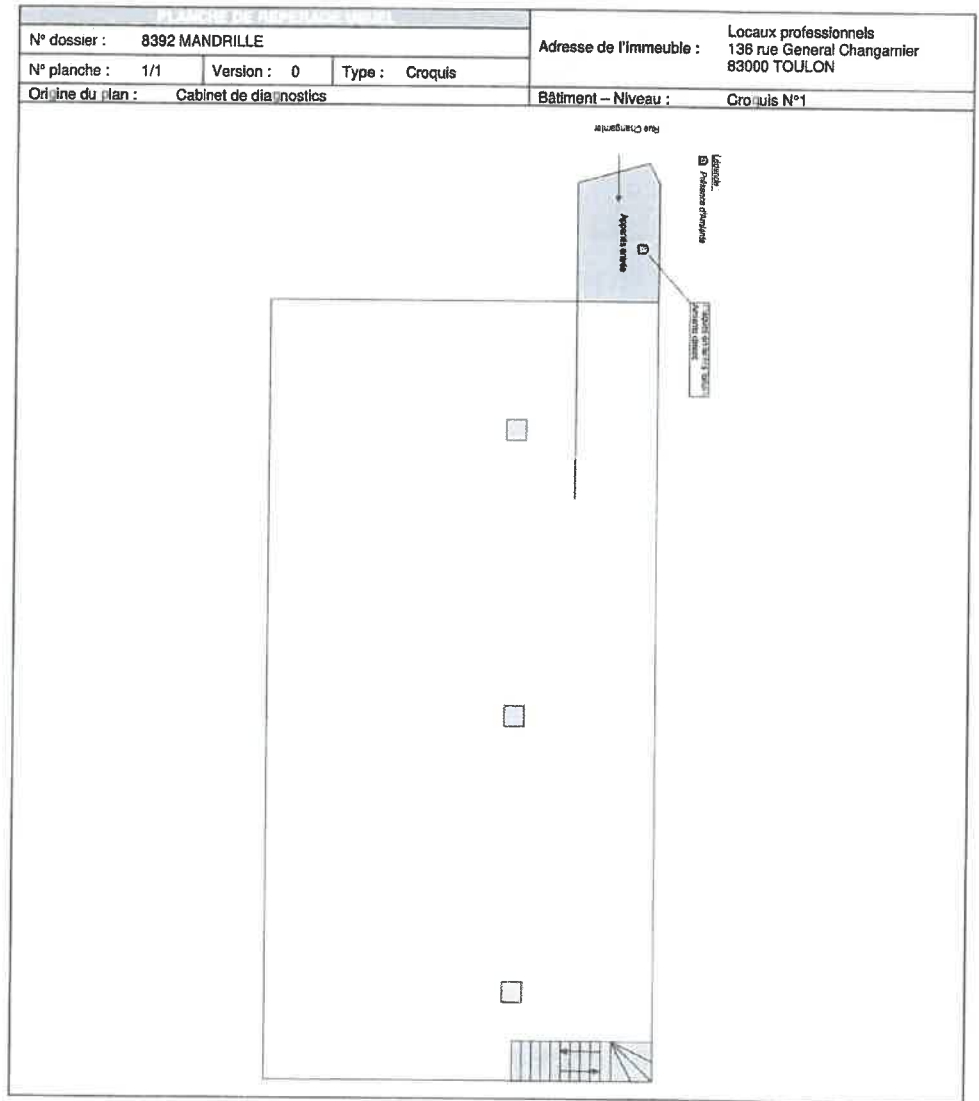 PLANCHE DE REPERAGE USUEL
N° dossier : 8392 MANDRILLE
Adresse de l'immeuble : Locaux professionnels
136 rue General Changarnier
83000 TOULON
N° planche : 1/1 Version : 0 Type : Croquis
Origine du plan : Cabinet de diagnostics
Bâtiment – Niveau : Croquis N°1
Rue Changarnier
Légende
Présence d'Amiante
entrée